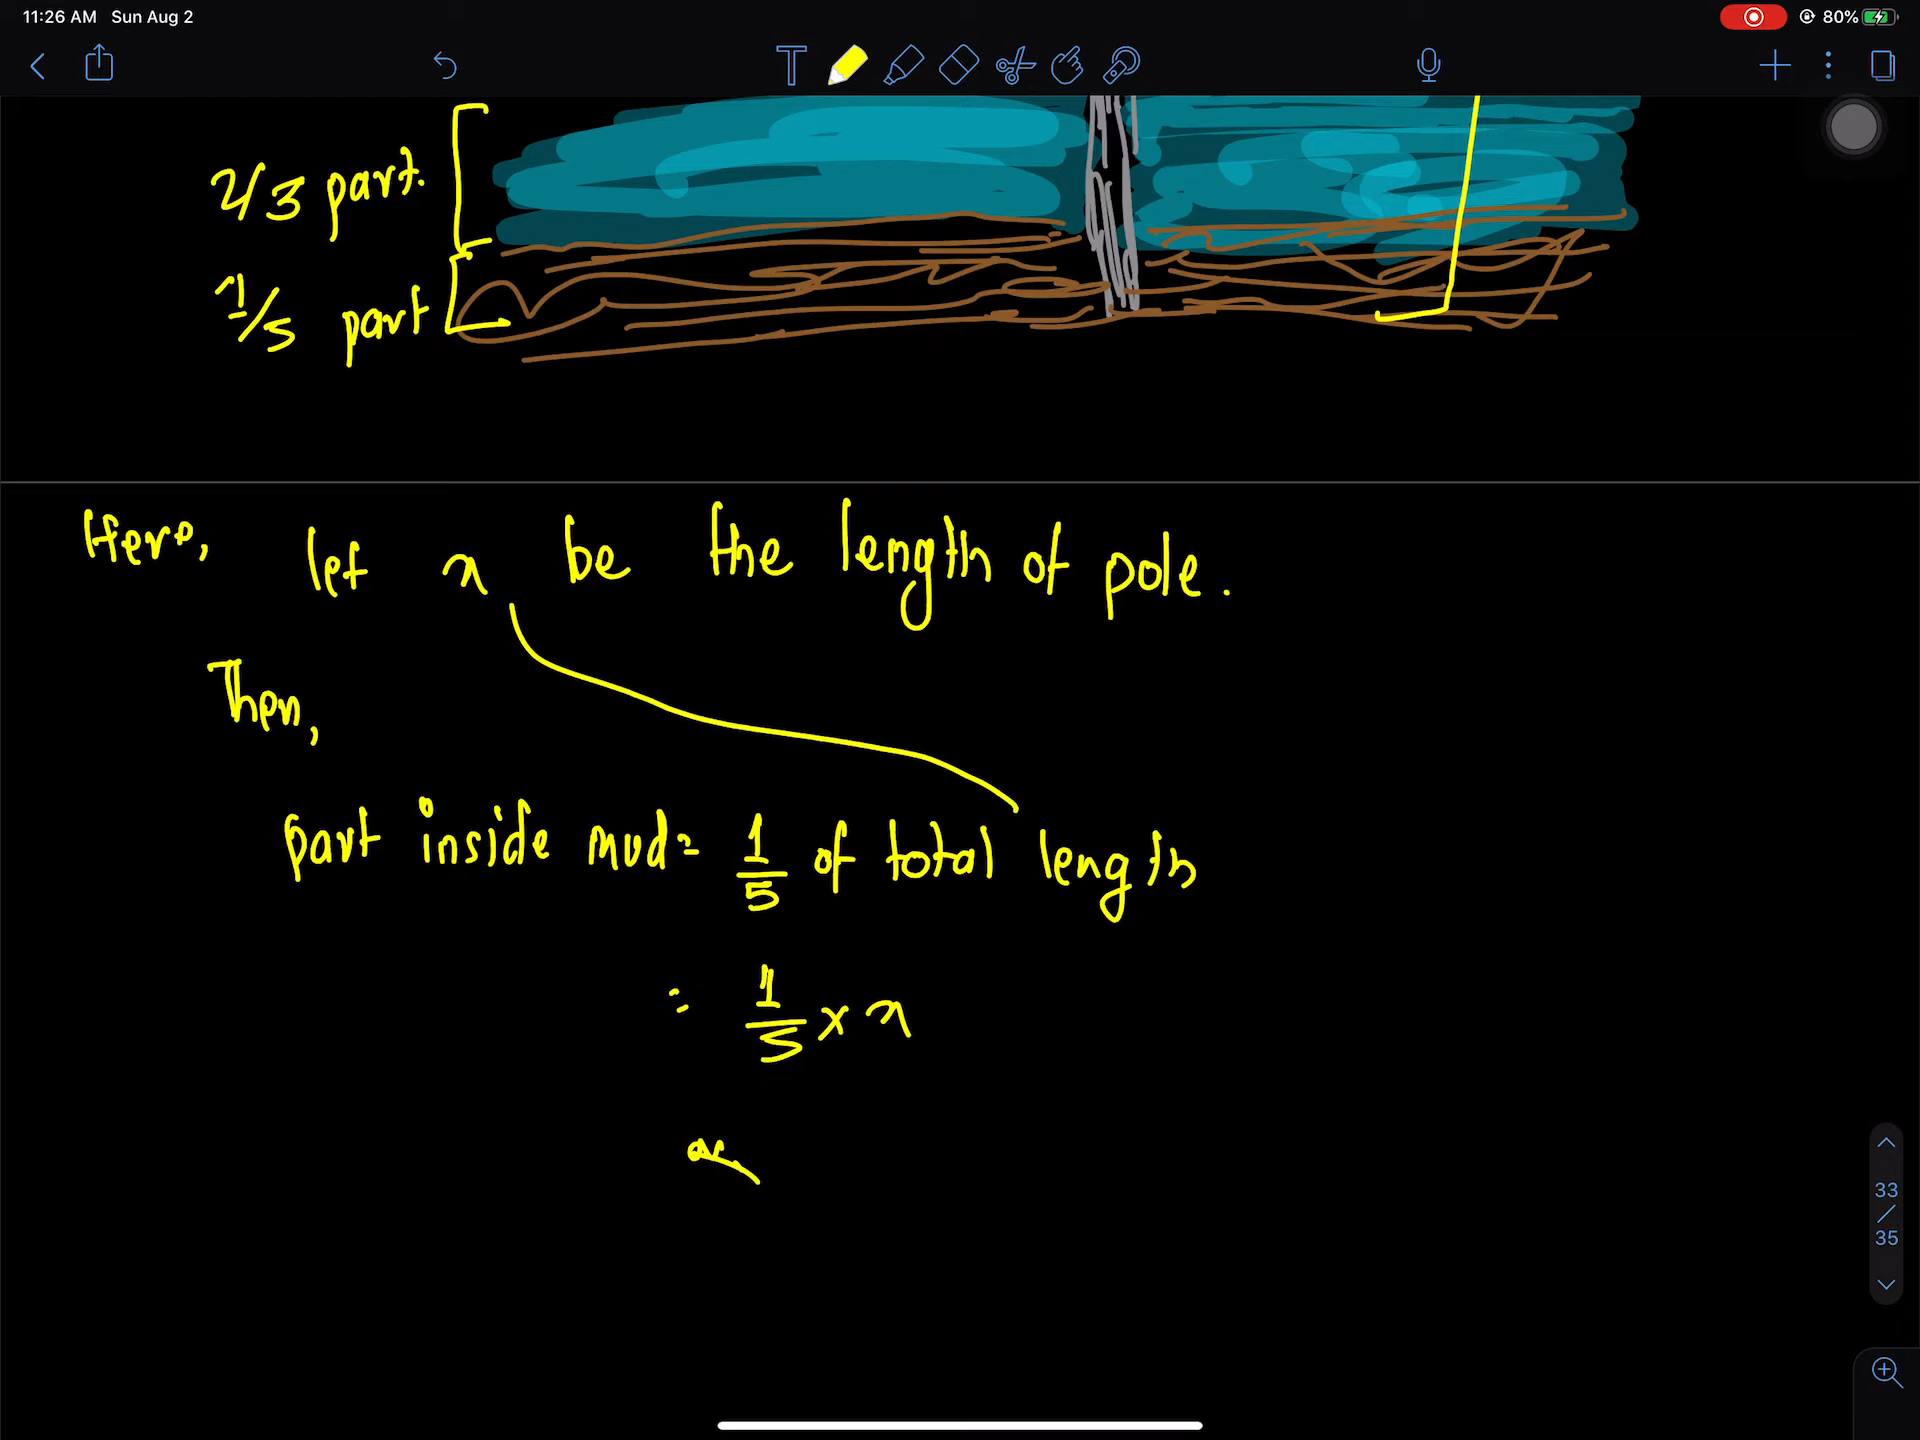 11:26 AM Sun Aug 2
80%
T
2/3 part.
1/5 part
Here, let x be the length of pole.
Then,
part inside mud = 1/5 of total length
= 1/5 × x
33
/
35